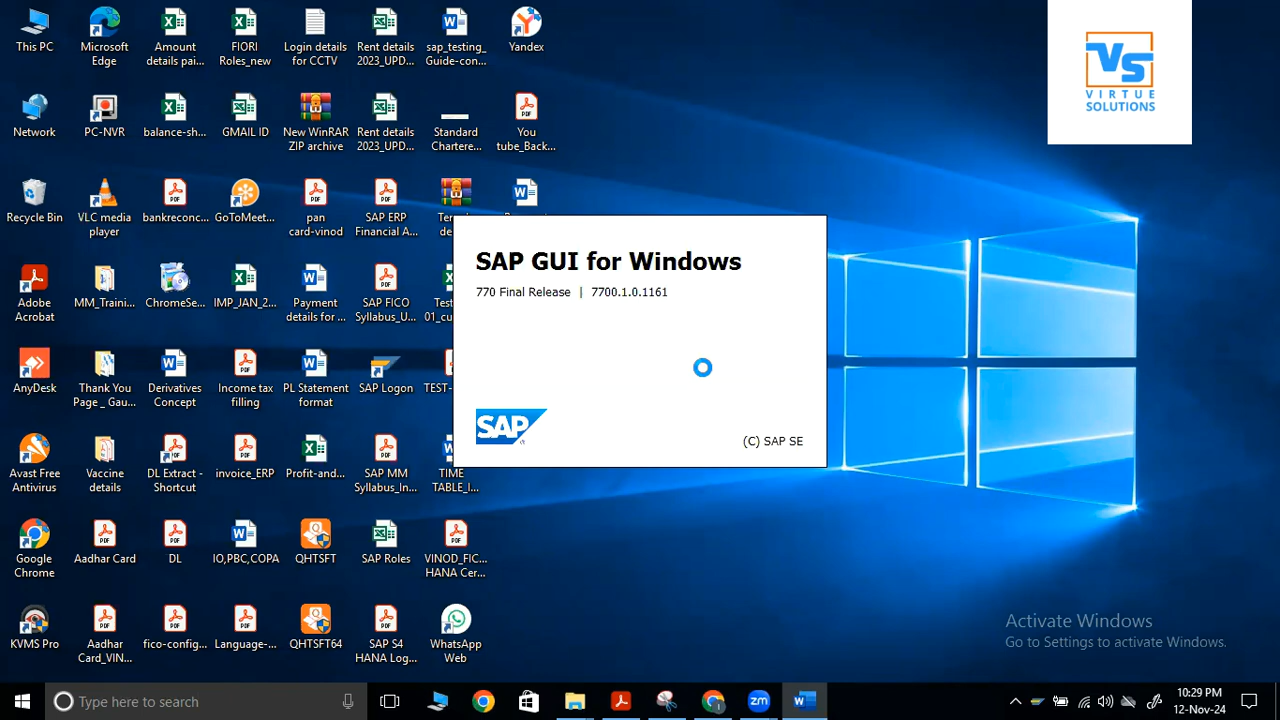 This PC
Microsoft
Edge
Amount
details pai...
FIORI
Roles_new
Login details
for CCTV
Rent details
2023_UPD...
sap_testing_
Guide-con...
Yandex
Network
PC-NVR
balance-sh...
GMAIL ID
New WinRAR
ZIP archive
Rent details
2023_UPD...
Standard
Chartere...
You
tube_Back...
Recycle Bin
VLC media
player
bankreconc...
GoToMeet...
pan
card-vinod
SAP ERP
Financial A...
Adobe
Acrobat
MM_Traini...
ChromeSe...
IMP_JAN_2...
Payment
details for ...
SAP FICO
Syllabus_U...
AnyDesk
Thank You
Page _ Gau...
Derivatives
Concept
Income tax
filling
PL Statement
format
SAP Logon
Avast Free
Antivirus
Vaccine
details
DL Extract -
Shortcut
invoice_ERP
Profit-and...
SAP MM
Syllabus_In...
TIME
TABLE_I...
Google
Chrome
Aadhar Card
DL
IO,PBC,COPA
QHTSFT
SAP Roles
VINOD_FIC...
HANA Cer...
KVMS Pro
Aadhar
Card_VIN...
fico-config...
Language-...
QHTSFT64
SAP S4
HANA Log...
WhatsApp
Web
SAP GUI for Windows
770 Final Release | 7700.1.0.1161
SAP
(C) SAP SE
VS
VIRTUE
SOLUTIONS
Activate Windows
Go to Settings to activate Windows.
Type here to search
zm
10:29 PM
12-Nov-24